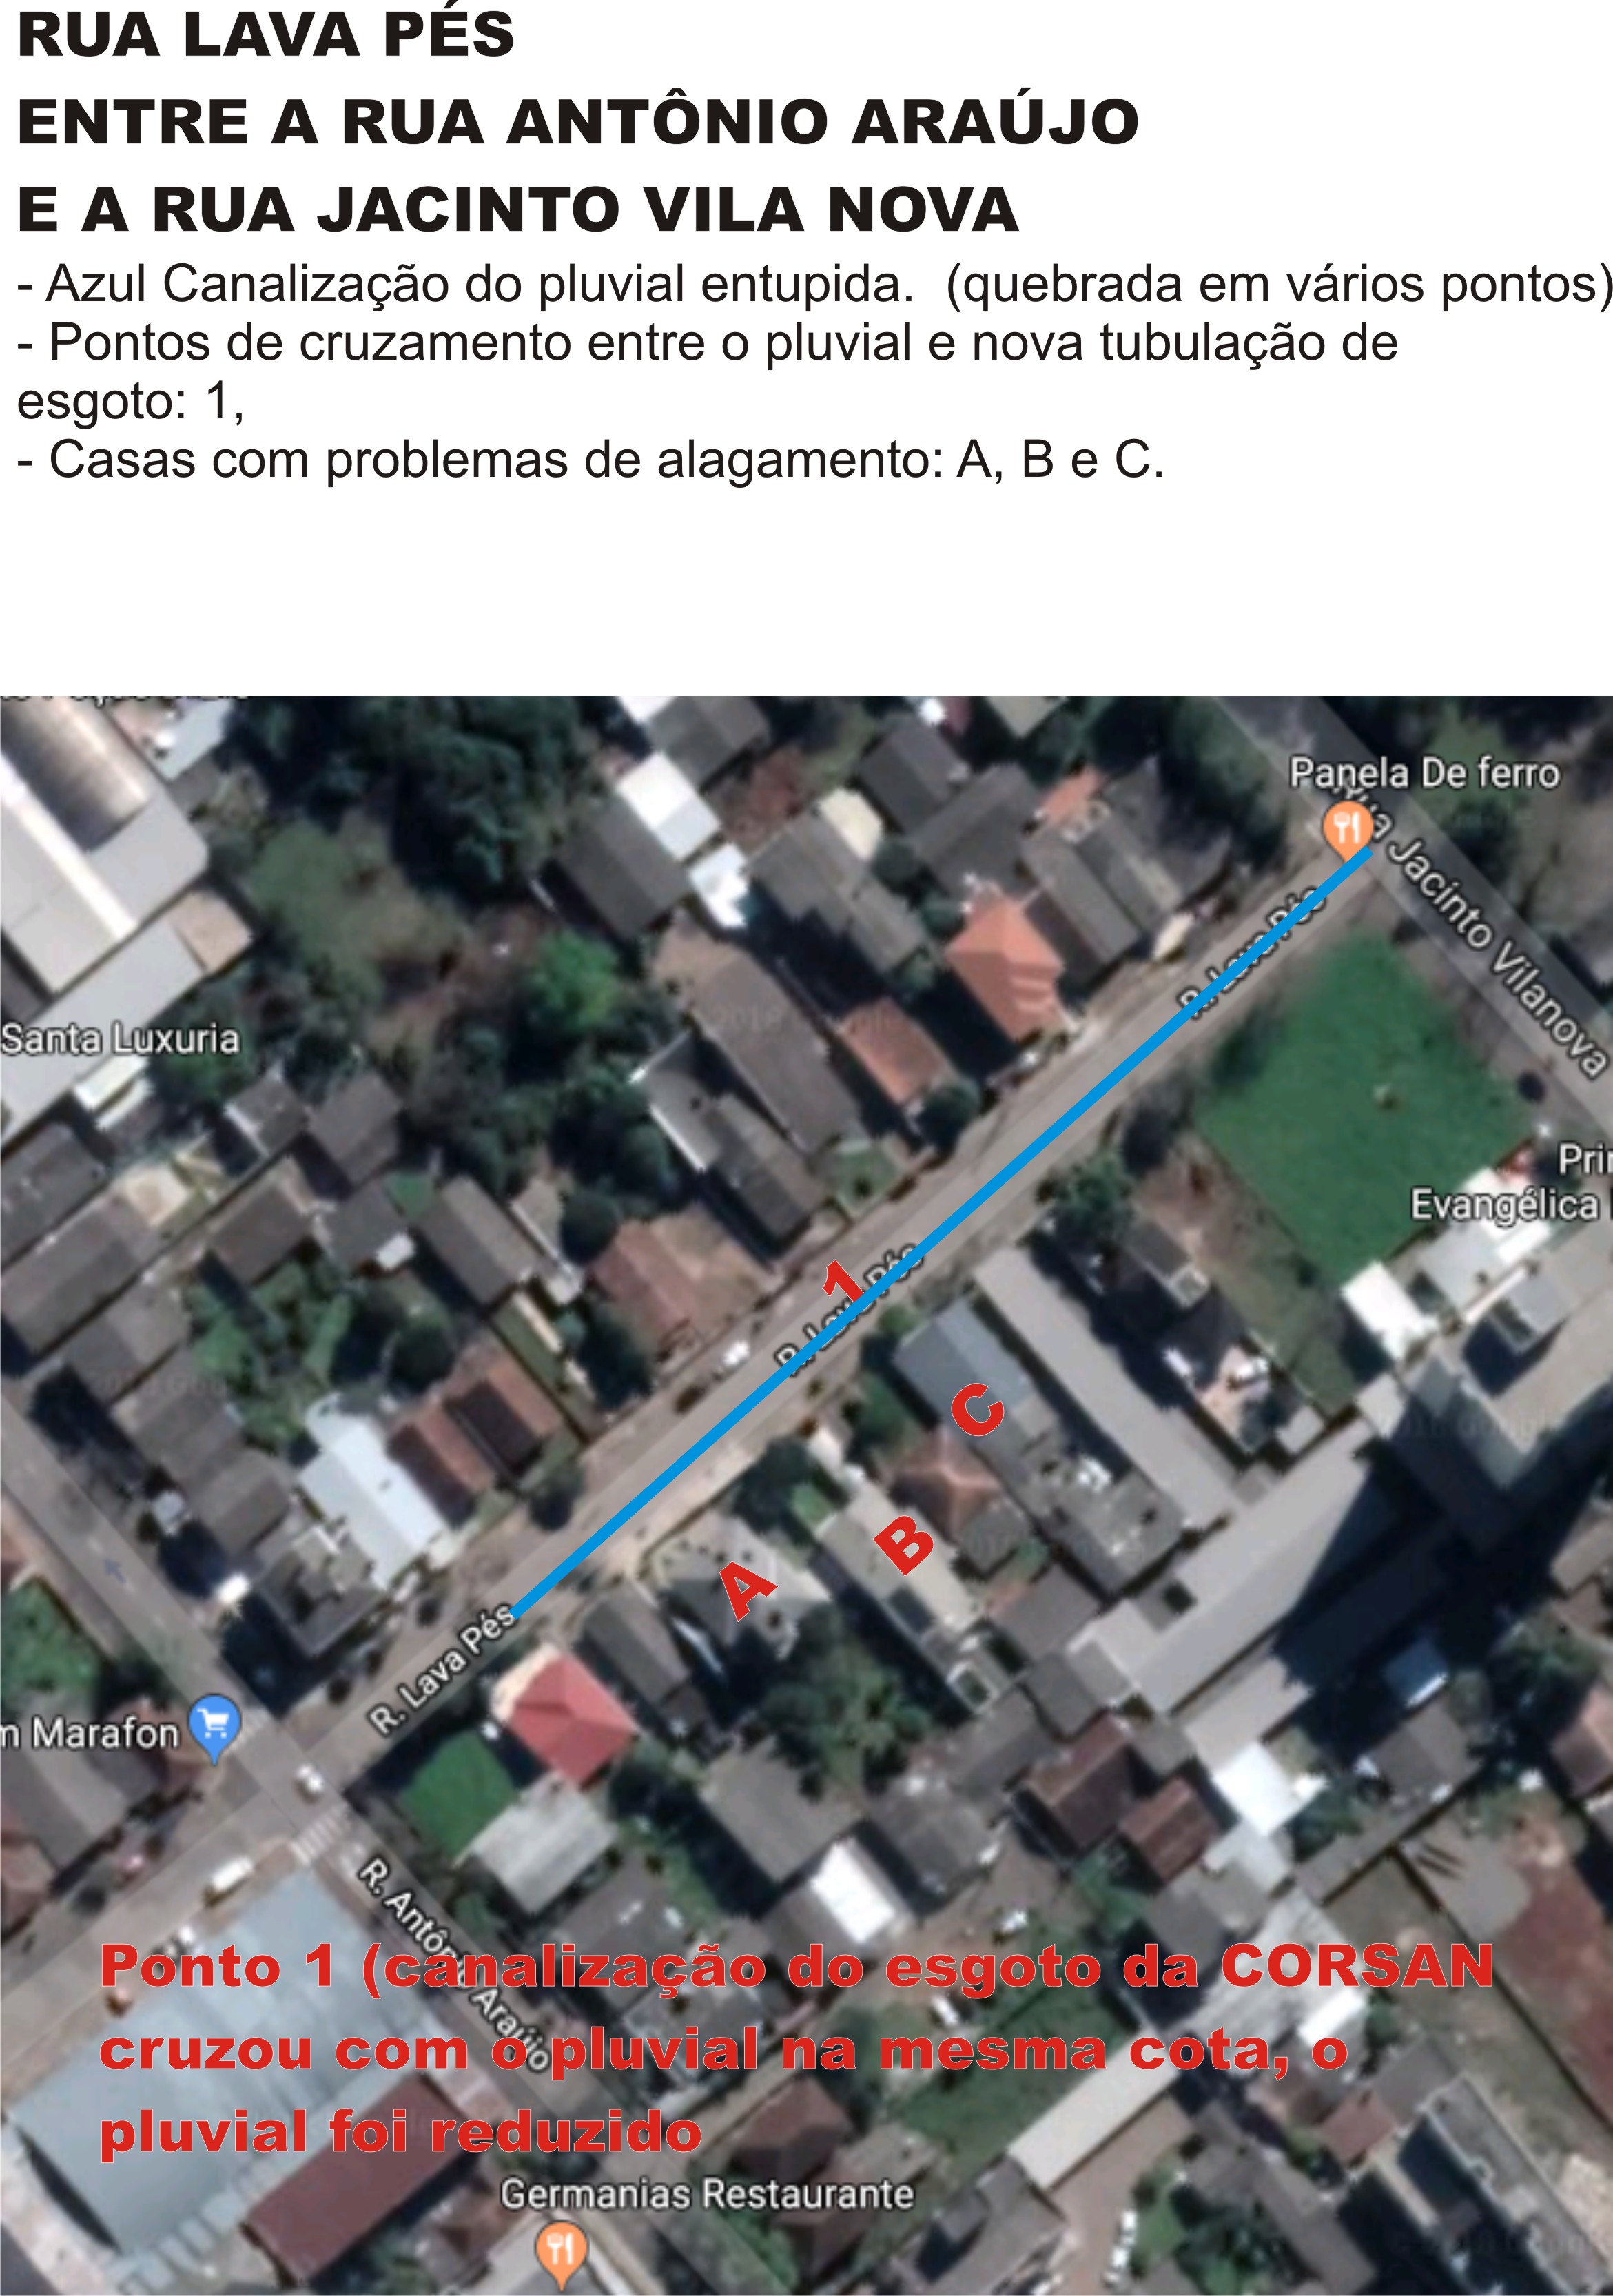 RUA LAVA PÉS
ENTRE A RUA ANTÔNIO ARAÚJO
E A RUA JACINTO VILA NOVA
- Azul Canalização do pluvial entupida.  (quebrada em vários pontos)
- Pontos de cruzamento entre o pluvial e nova tubulação de
esgoto: 1,
- Casas com problemas de alagamento: A, B e C.
Panela De ferro
Rua Jacinto Vilanova
R. Lava Pés
Santa Luxuria
Pri
Evangélica
1
R. Lava Pés
C
B
A
R. Lava Pés
m Marafon
R. Antônio Araújo
Ponto 1 (canalização do esgoto da CORSAN
cruzou com o pluvial na mesma cota, o
pluvial foi reduzido
Germanias Restaurante